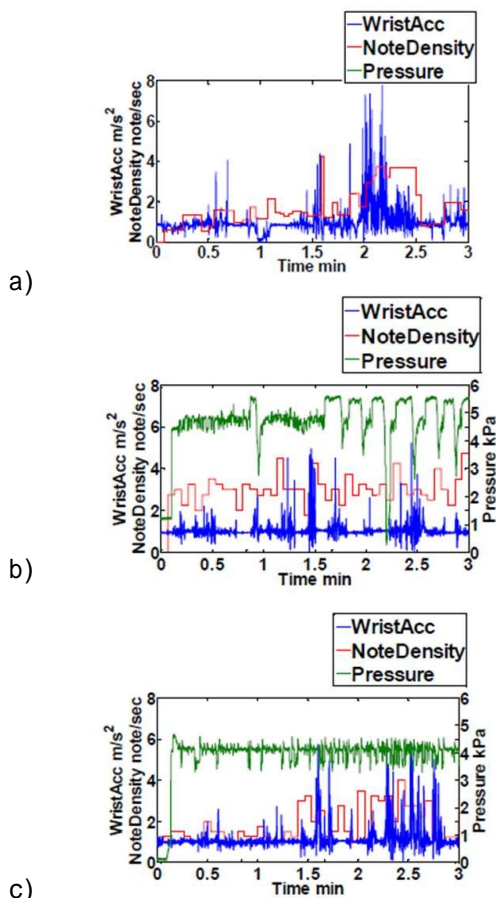 WristAcc
NoteDensity
Pressure
WristAcc m/s²
NoteDensity note/sec
8
6
4
2
0
0 0.5 1 1.5 2 2.5 3
Time min
a)
WristAcc
NoteDensity
Pressure
WristAcc m/s²
NoteDensity note/sec
8
6
4
2
0
6
5
4
3
2
1
0
Pressure kPa
0 0.5 1 1.5 2 2.5 3
Time min
b)
WristAcc
NoteDensity
Pressure
WristAcc m/s²
NoteDensity note/sec
8
6
4
2
0
6
5
4
3
2
1
0
Pressure kPa
0 0.5 1 1.5 2 2.5 3
Time min
c)